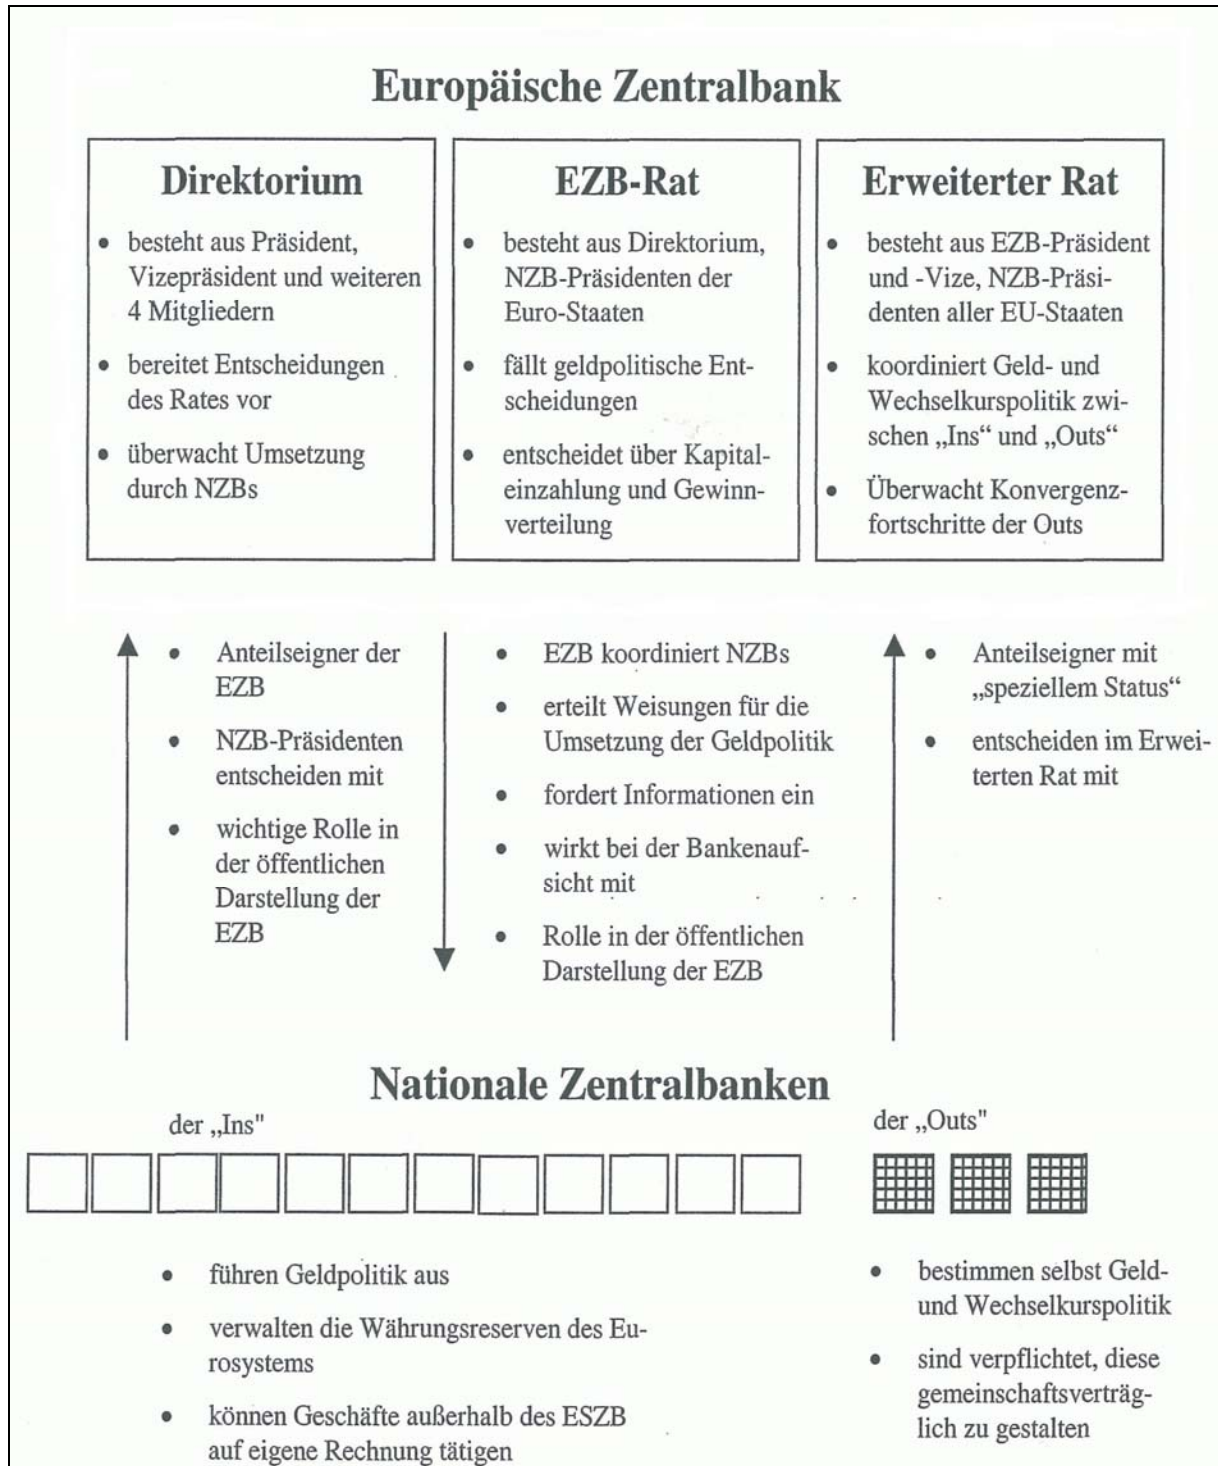 Europäische Zentralbank
Direktorium
• besteht aus Präsident,
Vizepräsident und weiteren
4 Mitgliedern
• bereitet Entscheidungen
des Rates vor
• überwacht Umsetzung
durch NZBs
EZB-Rat
• besteht aus Direktorium,
NZB-Präsidenten der
Euro-Staaten
• fällt geldpolitische Ent-
scheidungen
• entscheidet über Kapital-
einzahlung und Gewinn-
verteilung
Erweiterter Rat
• besteht aus EZB-Präsident
und -Vize, NZB-Präsi-
denten aller EU-Staaten
• koordiniert Geld- und
Wechselkurspolitik zwi-
schen „Ins“ und „Outs“
• Überwacht Konvergenz-
fortschritte der Outs
• Anteilseigner der
EZB
• NZB-Präsidenten
entscheiden mit
• wichtige Rolle in
der öffentlichen
Darstellung der
EZB
• EZB koordiniert NZBs
• erteilt Weisungen für die
Umsetzung der Geldpolitik
• fordert Informationen ein
• wirkt bei der Bankenauf-
sicht mit
• Rolle in der öffentlichen
Darstellung der EZB
• Anteilseigner mit
„speziellem Status“
• entscheiden im Erwei-
terten Rat mit
Nationale Zentralbanken
der „Ins"
der „Outs"
• führen Geldpolitik aus
• verwalten die Währungsreserven des Eu-
rosystems
• können Geschäfte außerhalb des ESZB
auf eigene Rechnung tätigen
• bestimmen selbst Geld-
und Wechselkurspolitik
• sind verpflichtet, diese
gemeinschaftsverträg-
lich zu gestalten